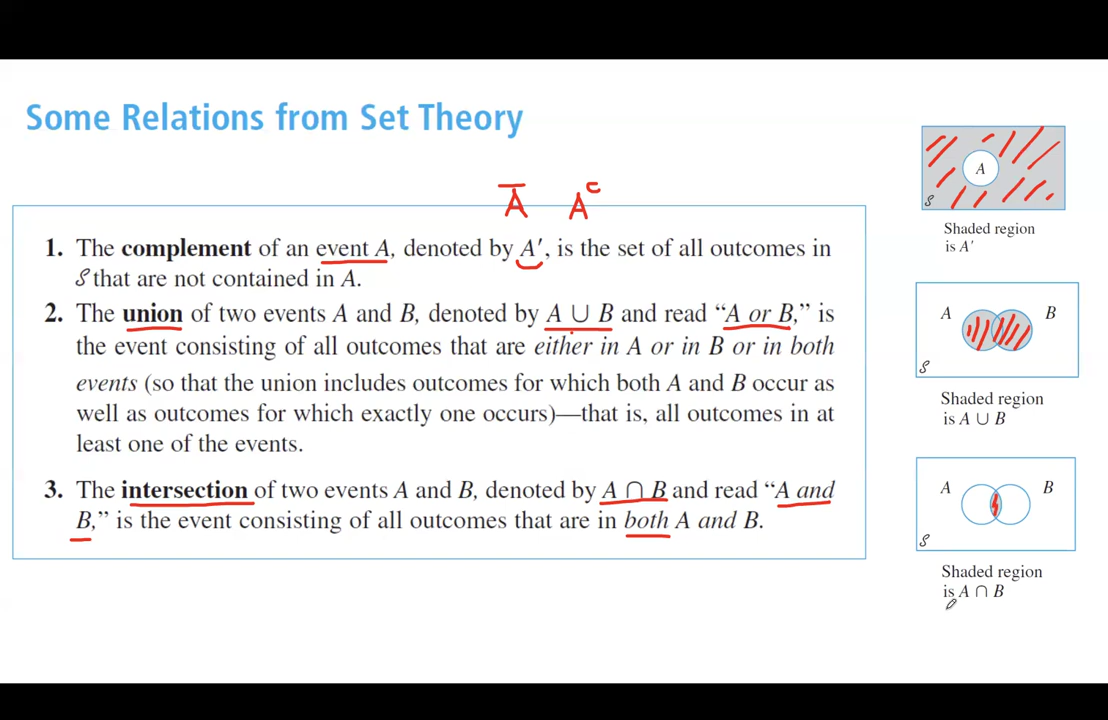 Some Relations from Set Theory
A̅ Aᶜ
1. The complement of an event A, denoted by A′, is the set of all outcomes in
𝒮 that are not contained in A.
2. The union of two events A and B, denoted by A ∪ B and read “A or B,” is
the event consisting of all outcomes that are either in A or in B or in both
events (so that the union includes outcomes for which both A and B occur as
well as outcomes for which exactly one occurs)—that is, all outcomes in at
least one of the events.
3. The intersection of two events A and B, denoted by A ∩ B and read “A and
B,” is the event consisting of all outcomes that are in both A and B.
A
𝒮
Shaded region
is A′
A B
𝒮
Shaded region
is A ∪ B
A B
𝒮
Shaded region
is A ∩ B